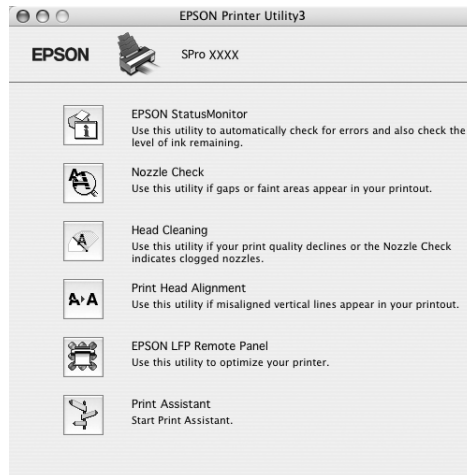 EPSON Printer Utility3
EPSON
SPro XXXX
EPSON StatusMonitor
Use this utility to automatically check for errors and also check the
level of ink remaining.
Nozzle Check
Use this utility if gaps or faint areas appear in your printout.
Head Cleaning
Use this utility if your print quality declines or the Nozzle Check
indicates clogged nozzles.
Print Head Alignment
Use this utility if misaligned vertical lines appear in your printout.
A A
EPSON LFP Remote Panel
Use this utility to optimize your printer.
Print Assistant
Start Print Assistant.